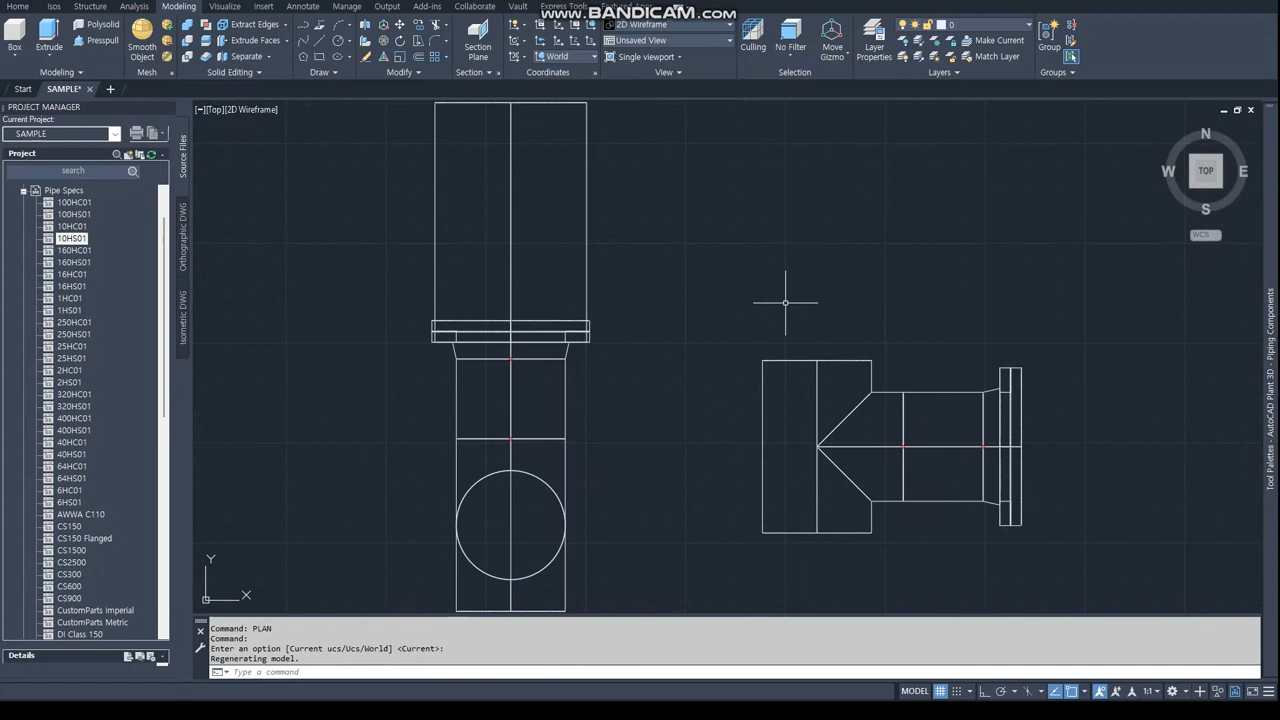 www.BANDICAM.com
Home Isos Structure Analysis Modeling Visualize Insert Annotate Manage Output Add-ins Collaborate Vault Express Tools
Polysolid
Presspull
Box
Extrude
Modeling
Smooth
Object
Mesh
Extract Edges
Extrude Faces
Separate
Solid Editing
Draw
Modify
Section
Plane
Section
World
Coordinates
2D Wireframe
Unsaved View
Single viewport
View
Culling
No Filter
Move
Gizmo
Selection
Layer
Properties
0
Make Current
Match Layer
Layers
Group
Groups
Start SAMPLE*
PROJECT MANAGER
Current Project:
SAMPLE
Project
search
Pipe Specs
100HC01
100HS01
10HC01
10HS01
160HC01
160HS01
16HC01
16HS01
1HC01
1HS01
250HC01
250HS01
25HC01
25HS01
2HC01
2HS01
320HC01
320HS01
400HC01
400HS01
40HC01
40HS01
64HC01
64HS01
6HC01
6HS01
AWWA C110
CS150
CS150 Flanged
CS1500
CS2500
CS300
CS600
CS900
CustomParts Imperial
CustomParts Metric
DI Class 150
Details
Source Files
Orthographic DWG
Isometric DWG
[−][Top][2D Wireframe]
N
W TOP E
S
WCS
Y
X
Tool Palettes - AutoCAD Plant 3D - Piping Components
Command: PLAN
Command:
Enter an option [Current ucs/Ucs/World] <Current>:
Regenerating model.
Type a command
MODEL
1:1